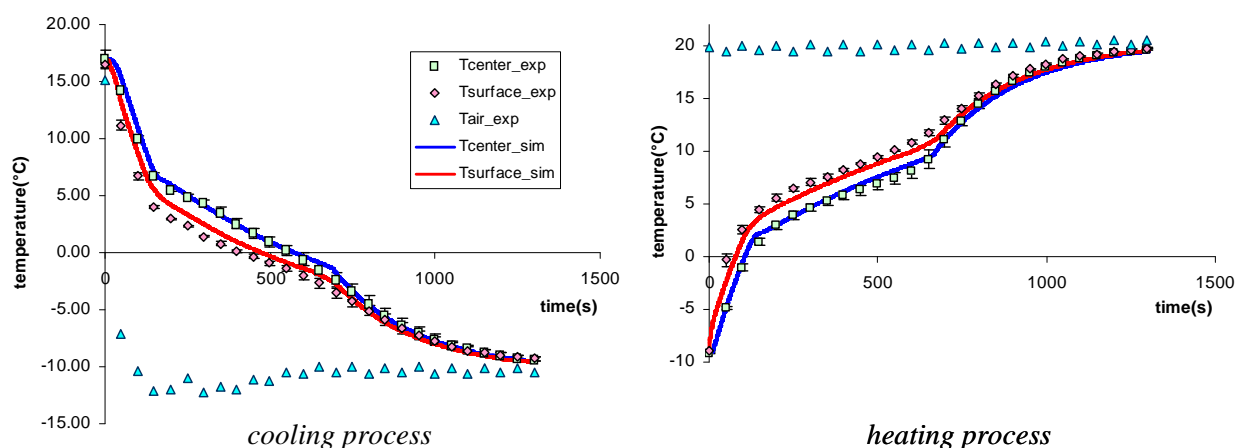 20.00
15.00
10.00
5.00
0.00
-5.00
-10.00
-15.00
0
500
1000
1500
temperature(°C)
time(s)
Tcenter_exp
Tsurface_exp
Tair_exp
Tcenter_sim
Tsurface_sim
cooling process
20
15
10
5
0
-5
-10
0
500
1000
1500
temperature(°C)
time(s)
heating process